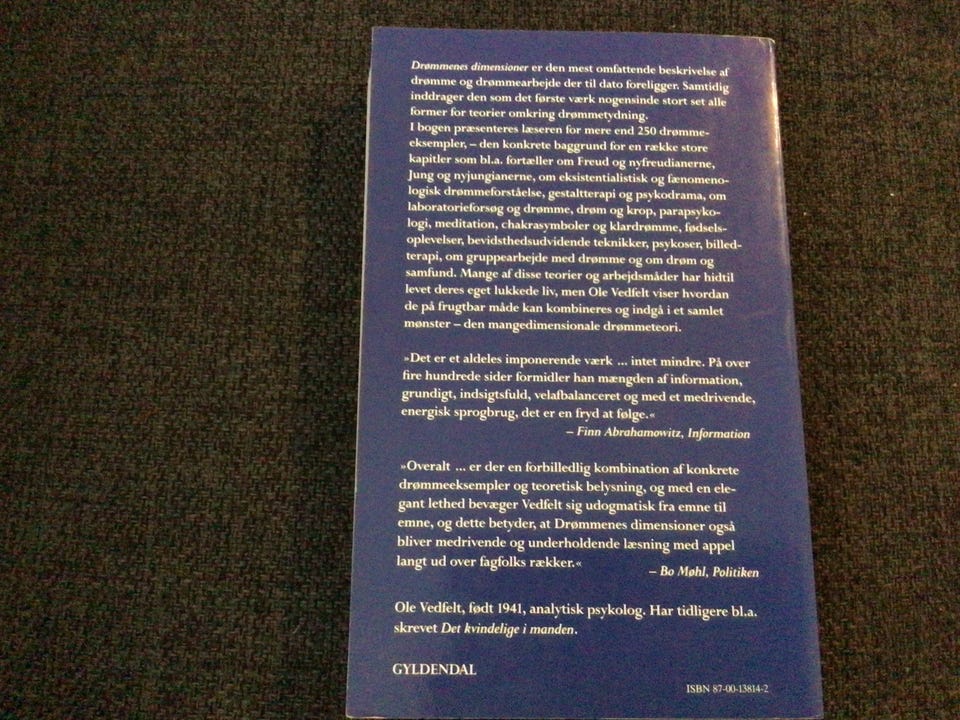 Drømmenes dimensioner er den mest omfattende beskrivelse af
drømme og drømmearbejde der til dato foreligger. Samtidig
inddrager den som det første værk nogensinde stort set alle
former for teorier omkring drømmetydning.
I bogen præsenteres læseren for mere end 250 drømme-
eksempler, – den konkrete baggrund for en række store
kapitler som bl.a. fortæller om Freud og nyfreudianerne,
Jung og nyjungianerne, om eksistentialistisk og fænomeno-
logisk drømmeforståelse, gestaltterapi og psykodrama, om
laboratorieforsøg og drømme, drøm og krop, parapsyko-
logi, meditation, chakrasymboler og klardrømme, fødsels-
oplevelser, bevidsthedsudvidende teknikker, psykoser, billed-
terapi, om gruppearbejde med drømme og om drøm og
samfund. Mange af disse teorier og arbejdsmåder har hidtil
levet deres eget lukkede liv, men Ole Vedfelt viser hvordan
de på frugtbar måde kan kombineres og indgå i et samlet
mønster – den mangedimensionale drømmeteori.
»Det er et aldeles imponerende værk ... intet mindre. På over
fire hundrede sider formidler han mængden af information,
grundigt, indsigtsfuld, velafbalanceret og med et medrivende,
energisk sprogbrug, det er en fryd at følge.«
– Finn Abrahamowitz, Information
»Overalt ... er der en forbilledlig kombination af konkrete
drømmeeksempler og teoretisk belysning, og med en ele-
gant lethed bevæger Vedfelt sig udogmatisk fra emne til
emne, og dette betyder, at Drømmenes dimensioner også
bliver medrivende og underholdende læsning med appel
langt ud over fagfolks rækker.«
– Bo Møhl, Politiken
Ole Vedfelt, født 1941, analytisk psykolog. Har tidligere bl.a.
skrevet Det kvindelige i manden.
GYLDENDAL
ISBN 87-00-13814-2